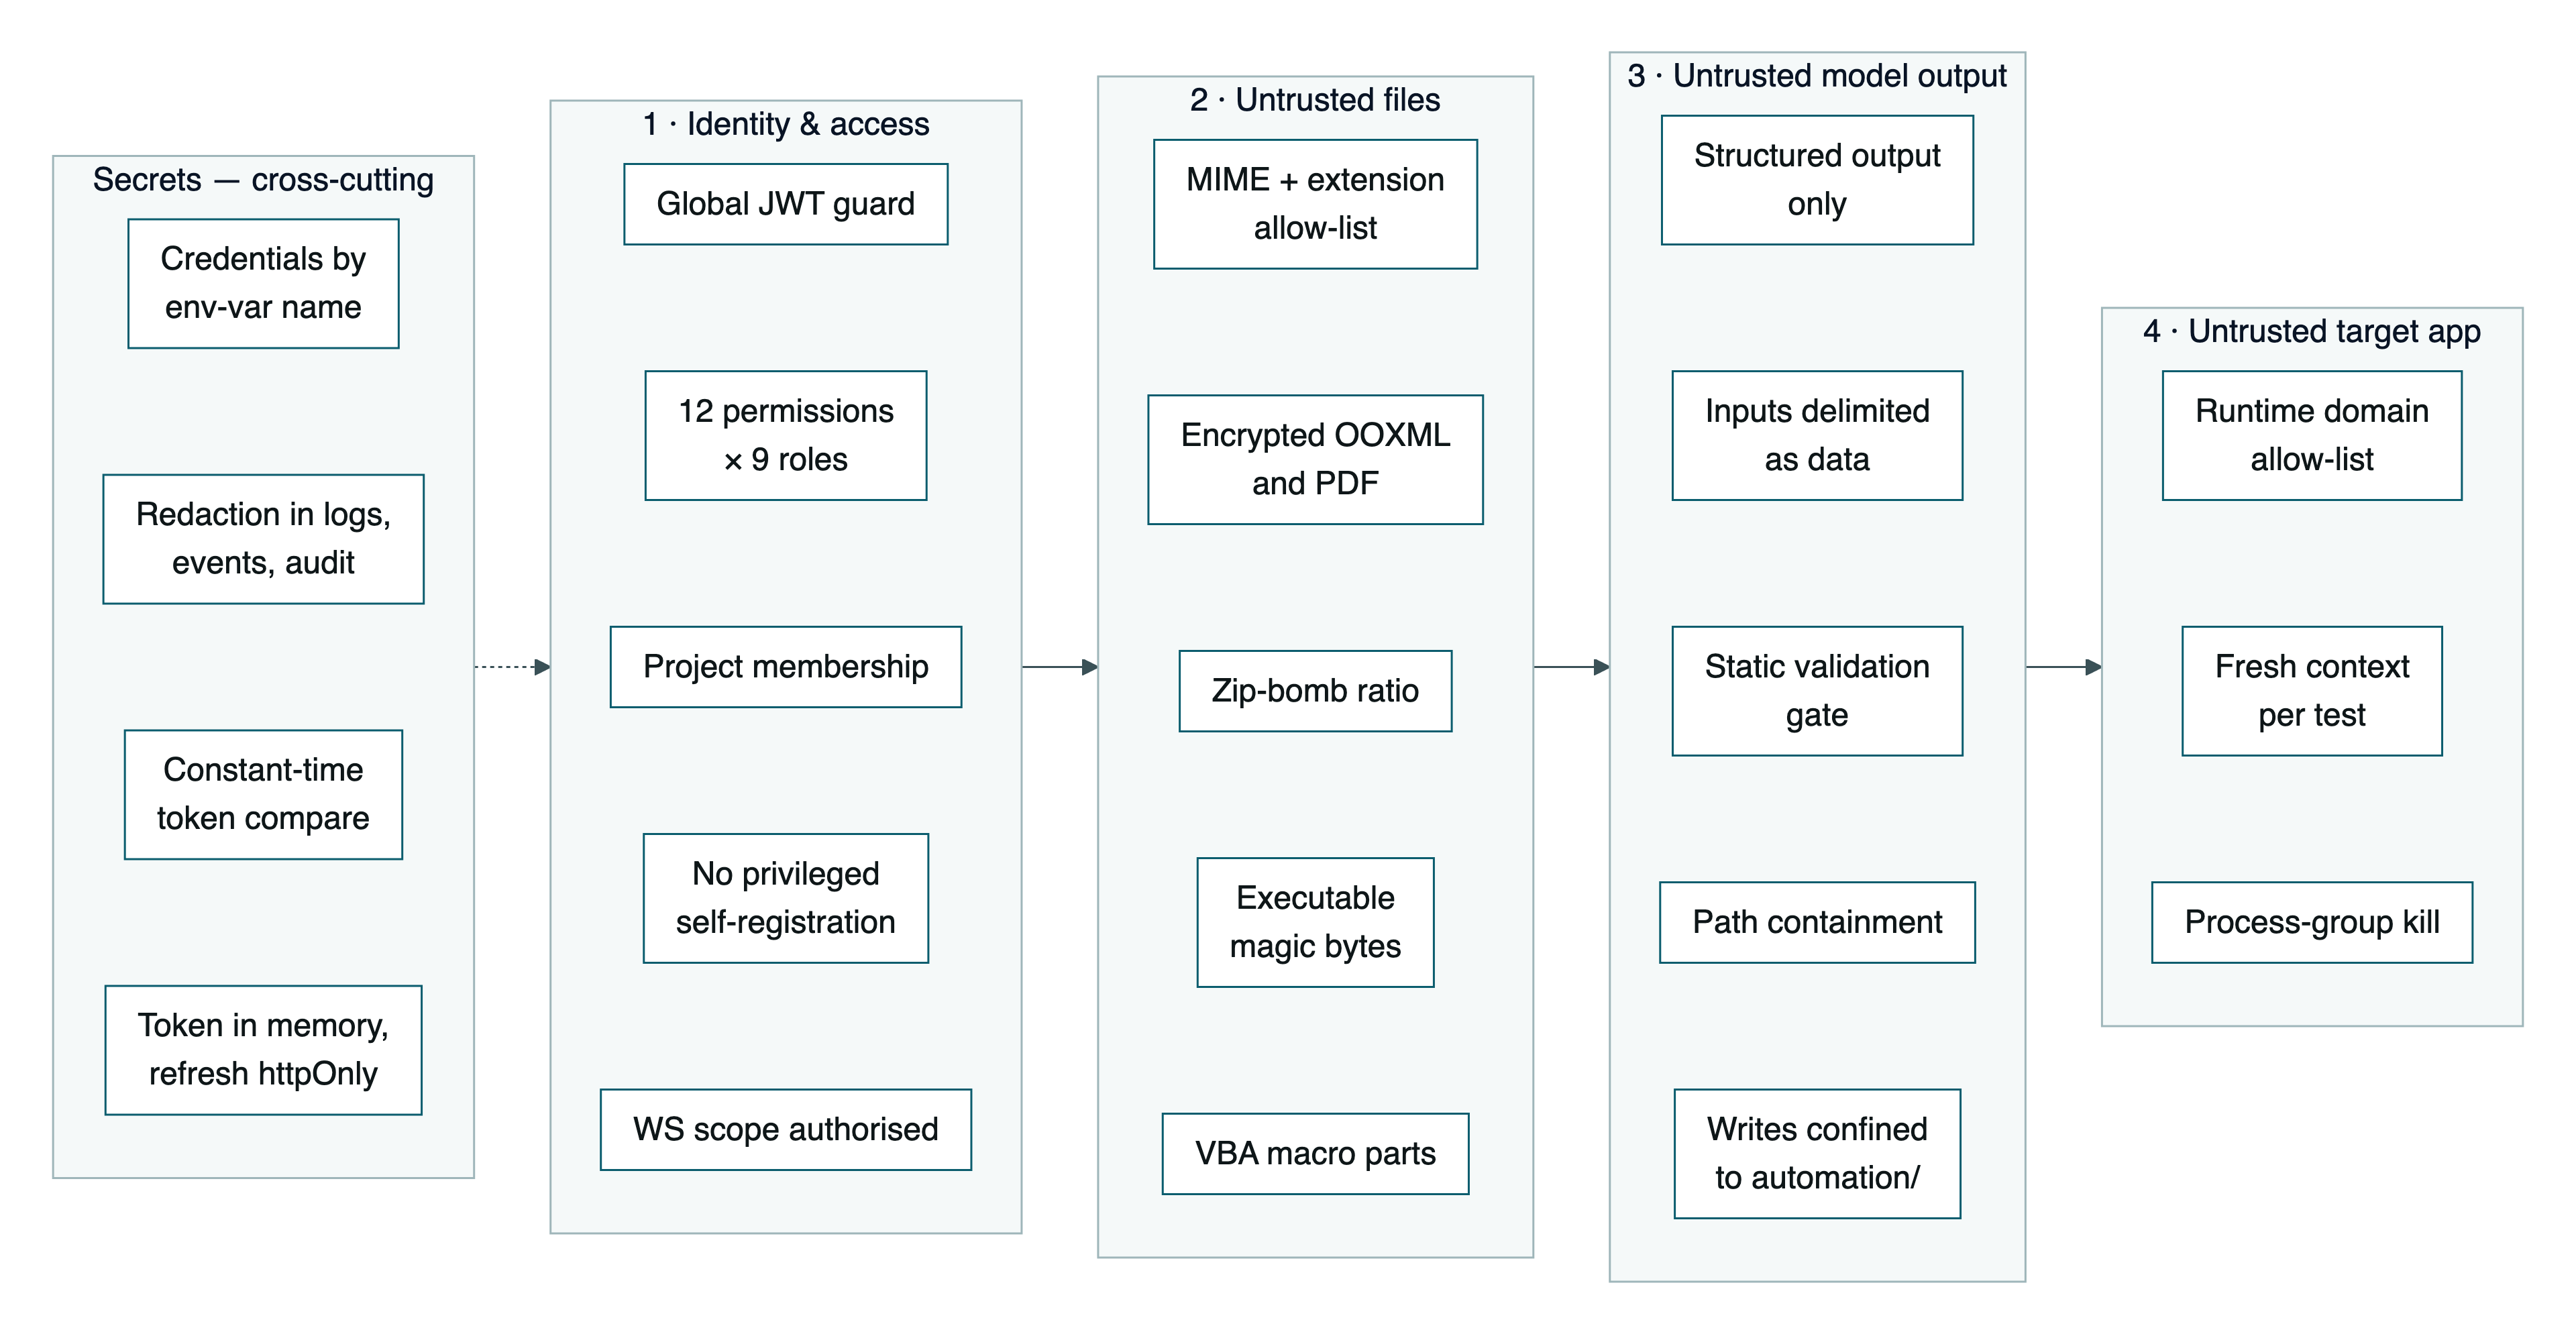 Secrets — cross-cutting
Credentials by
env-var name
Redaction in logs,
events, audit
Constant-time
token compare
Token in memory,
refresh httpOnly
1 · Identity & access
Global JWT guard
12 permissions
× 9 roles
Project membership
No privileged
self-registration
WS scope authorised
2 · Untrusted files
MIME + extension
allow-list
Encrypted OOXML
and PDF
Zip-bomb ratio
Executable
magic bytes
VBA macro parts
3 · Untrusted model output
Structured output
only
Inputs delimited
as data
Static validation
gate
Path containment
Writes confined
to automation/
4 · Untrusted target app
Runtime domain
allow-list
Fresh context
per test
Process-group kill